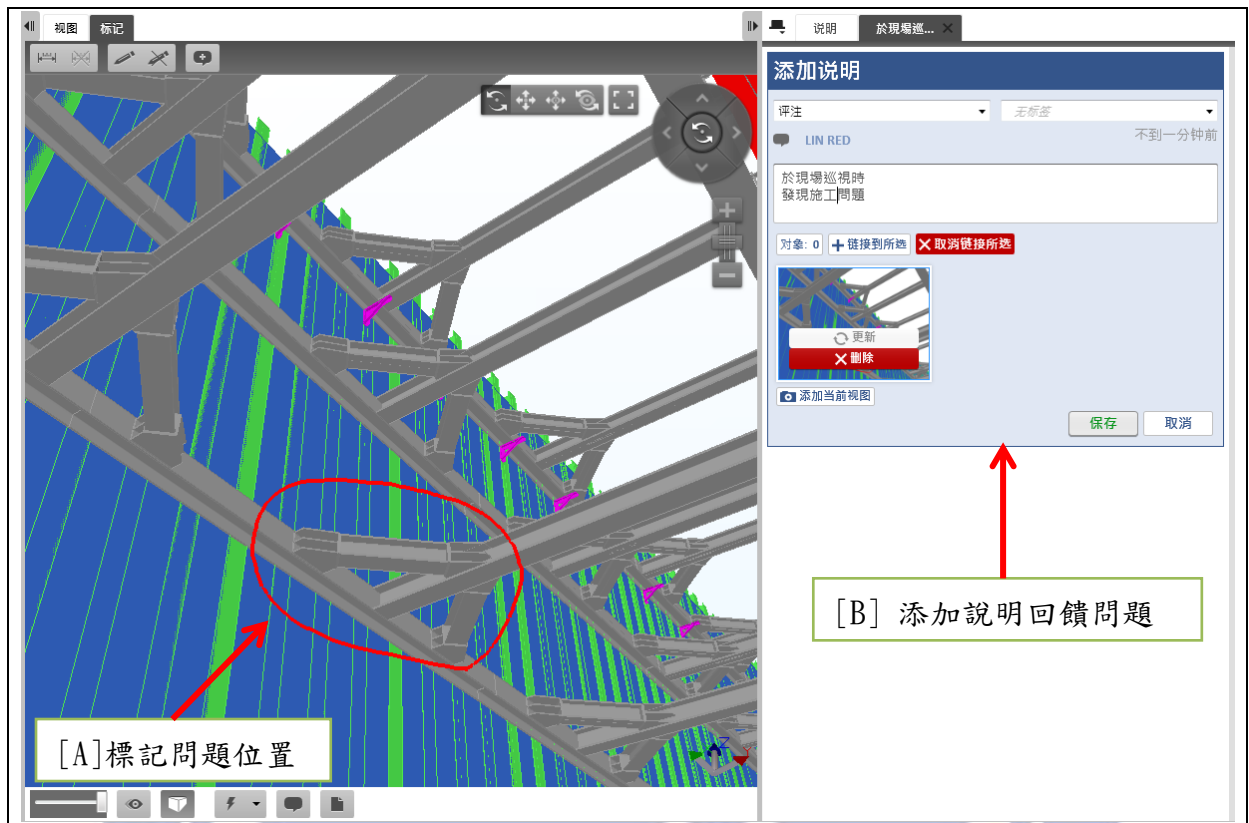 视图
标记
说明
於現場巡...
添加说明
评注
无标签
LIN RED
不到一分钟前
於現場巡視時
發現施工問題
对象: 0
链接到所选
取消链接所选
更新
删除
添加当前视图
保存
取消
[B] 添加說明回饋問題
[A]標記問題位置
Z
Y